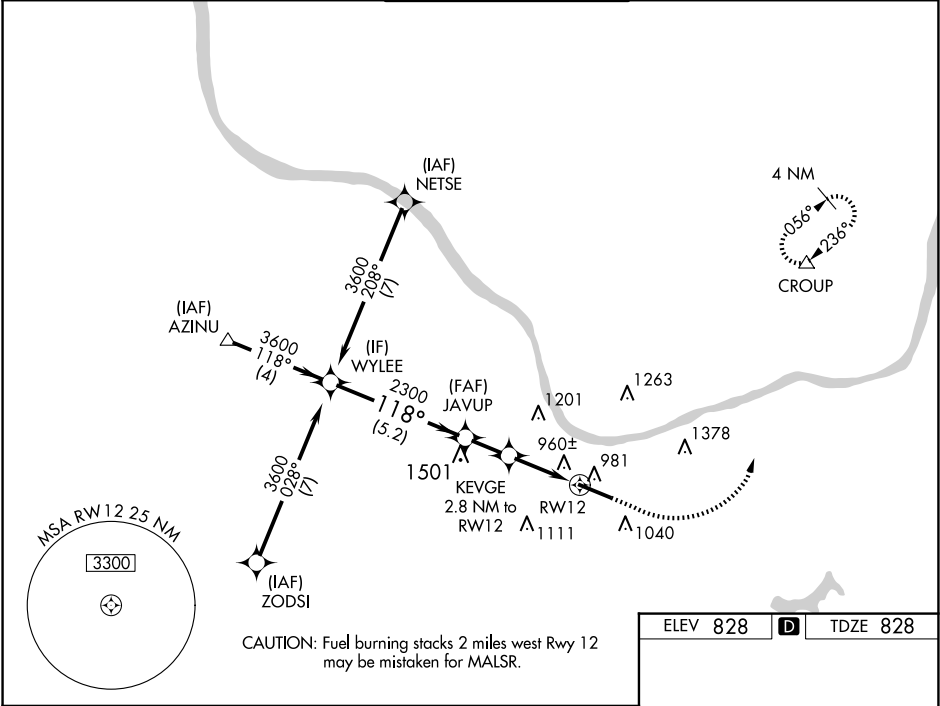 (IAF)
NETSE
4 NM
056°
236°
CROUP
3600
208°
(7)
(IAF)
AZINU
3600
118°
(4)
(IF)
WYLEE
2300
118°
(5.2)
(FAF)
JAVUP
1263
1201
1378
960±
981
1501
KEVGE
2.8 NM to
RW12
RW12
1111
1040
3600
028°
(7)
MSA RW12 25 NM
3300
(IAF)
ZODSI
CAUTION: Fuel burning stacks 2 miles west Rwy 12
may be mistaken for MALSR.
ELEV 828 D TDZE 828